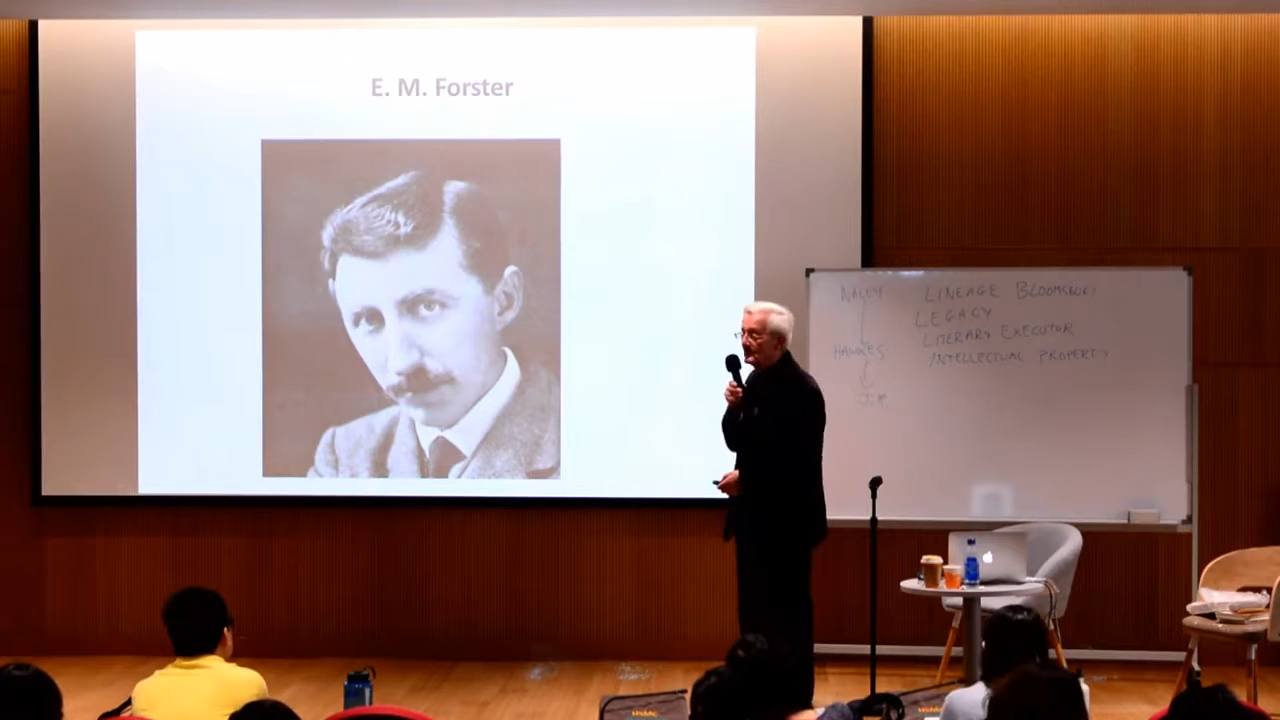 E. M. Forster
LINEAGE BLOOMSBURY
LEGACY
LITERARY EXECUTOR
HAWKES
INTELLECTUAL PROPERTY